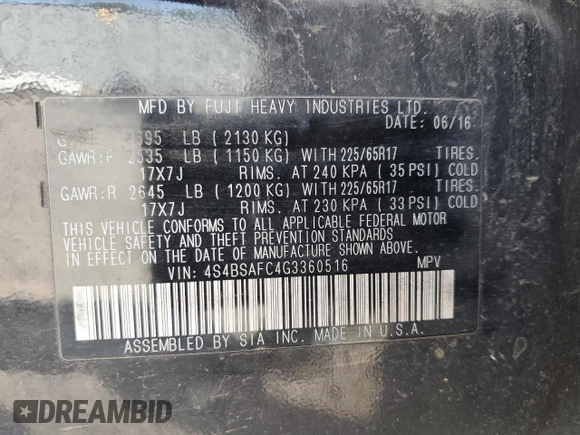 MFD BY FUJI HEAVY INDUSTRIES LTD.
DATE: 06/16
LB ( 2130 KG)
GAWR:F 2535 LB ( 1150 KG) WITH 225/65R17 TIRES.
17X7J RIMS. AT 240 KPA ( 35 PSI) COLD
GAWR:R 2645 LB ( 1200 KG) WITH 225/65R17 TIRES.
17X7J RIMS. AT 230 KPA ( 33 PSI) COLD
THIS VEHICLE CONFORMS TO ALL APPLICABLE FEDERAL MOTOR
VEHICLE SAFETY AND THEFT PREVENTION STANDARDS
IN EFFECT ON THE DATE OF MANUFACTURE SHOWN ABOVE.
VIN: 4S4BSAFC4G3360516 MPV
ASSEMBLED BY SIA INC. MADE IN U.S.A.
DREAMBID